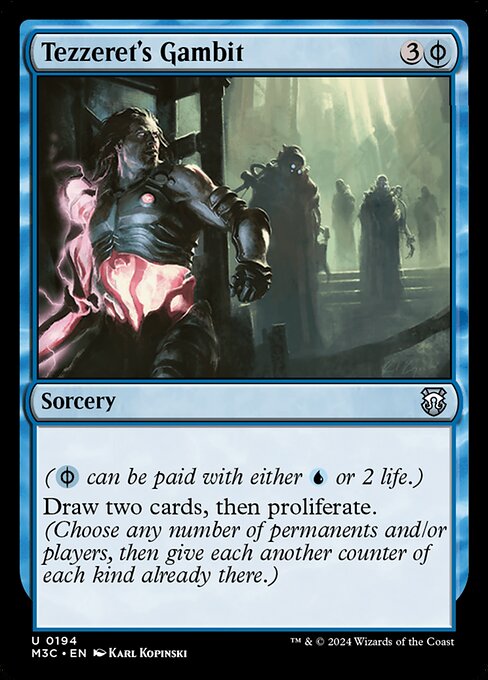 Tezzeret's Gambit 3
Sorcery
( can be paid with either or 2 life.)
Draw two cards, then proliferate.
(Choose any number of permanents and/or
players, then give each another counter of
each kind already there.)
U 0194
M3C • EN Karl Kopinski
™ & © 2024 Wizards of the Coast